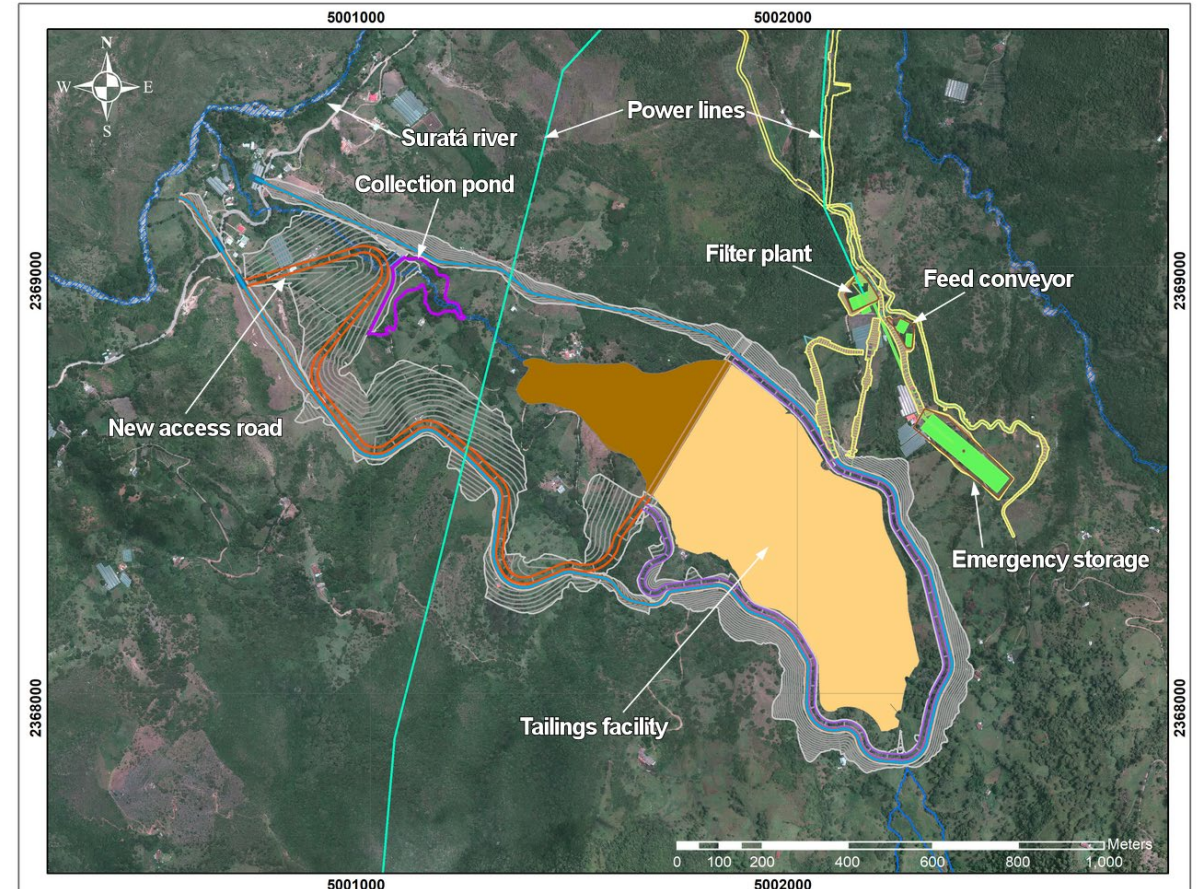 5001000
5002000
N
W
E
S
Power lines
Suratá river
Collection pond
2369000
2369000
Filter plant
Feed conveyor
New access road
Emergency storage
2368000
2368000
Tailings facility
Meters
0 100 200 400 600 800 1,000
5001000
5002000